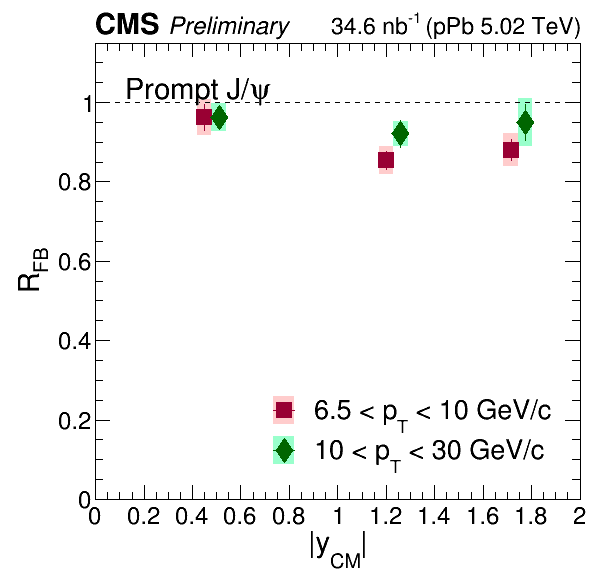 CMS Preliminary 34.6 nb⁻¹ (pPb 5.02 TeV)
Prompt J/ψ
1
0.8
0.6
0.4
0.2
0
R_FB
6.5 < p_T < 10 GeV/c
10 < p_T < 30 GeV/c
0 0.2 0.4 0.6 0.8 1 1.2 1.4 1.6 1.8 2
|y_CM|